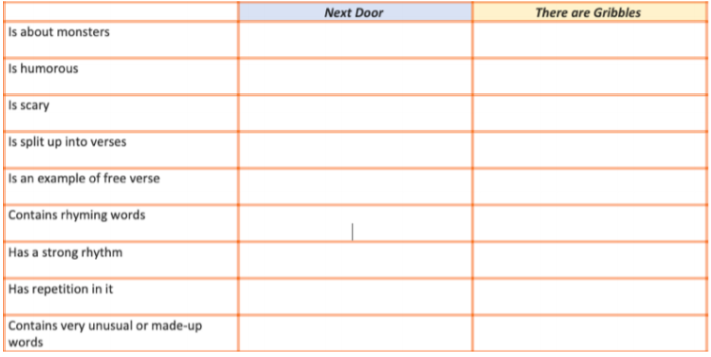 Next Door There are Gribbles
Is about monsters
Is humorous
Is scary
Is split up into verses
Is an example of free verse
Contains rhyming words
Has a strong rhythm
Has repetition in it
Contains very unusual or made-up
words